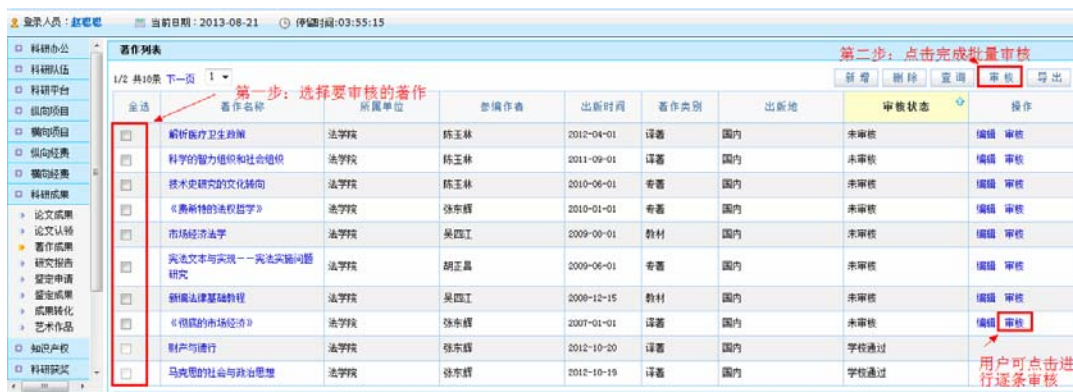 登录人员：赵聪聪 当前日期：2013-08-21 停留时间:03:55:15
科研办公
科研队伍
科研平台
纵向项目
横向项目
纵向经费
横向经费
科研成果
论文成果
论文认领
著作成果
研究报告
鉴定申请
鉴定成果
成果转化
艺术作品
知识产权
科研获奖
著作列表
第二步：点击完成批量审核
1/2 共18条 下一页 1
新增 删除 查询 审核 导出
第一步：选择要审核的著作
全选 著作名称 所属单位 参编作者 出版时间 著作类别 出版地 审核状态 操作
解析医疗卫生政策 法学院 陈玉林 2012-04-01 译著 国内 未审核 编辑 审核
科学的智力组织和社会组织 法学院 陈玉林 2011-09-01 译著 国内 未审核 编辑 审核
技术史研究的文化转向 法学院 陈玉林 2010-06-01 专著 国内 未审核 编辑 审核
《费希特的法权哲学》 法学院 张东辉 2010-01-01 专著 国内 未审核 编辑 审核
市场经济法学 法学院 吴四江 2009-08-01 教材 国内 未审核 编辑 审核
宪法文本与实现－－宪法实施问题
研究 法学院 胡正昌 2009-06-01 专著 国内 未审核 编辑 审核
新编法律基础教程 法学院 吴四江 2008-12-15 教材 国内 未审核 编辑 审核
《彻底的市场经济》 法学院 张东辉 2007-01-01 译著 国内 未审核 编辑 审核
财产与德行 法学院 张东辉 2012-10-20 译著 国内 学校通过
马克思的社会与政治思想 法学院 张东辉 2012-10-19 译著 国内 学校通过
用户可点击进
行逐条审核